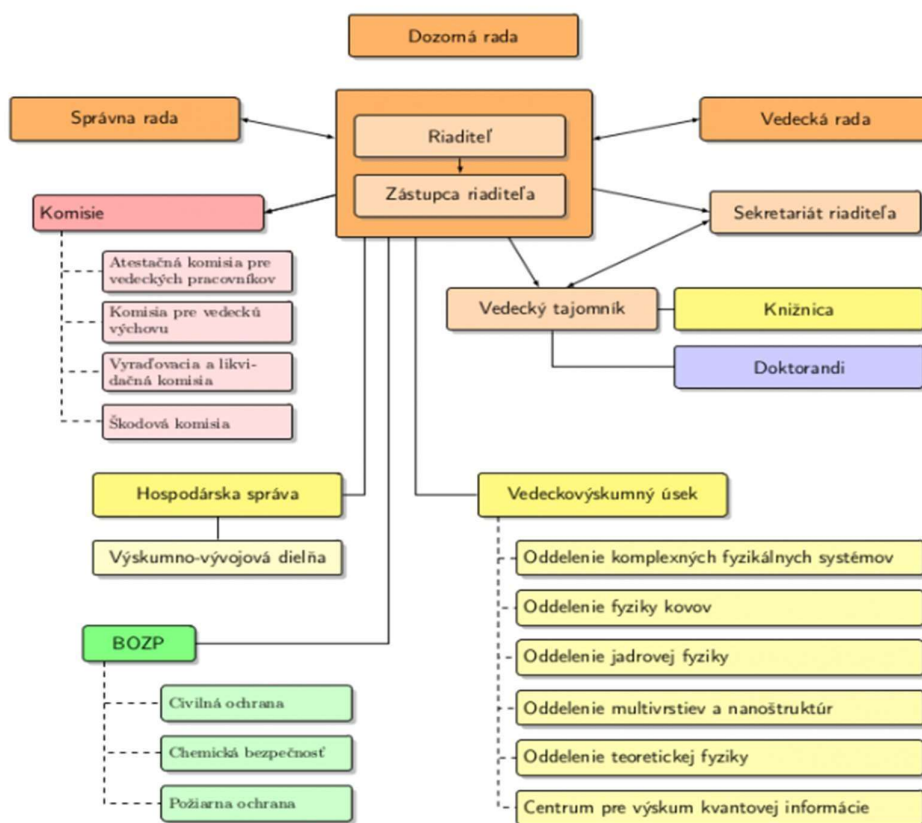 Dozorná rada
Správna rada
Riaditeľ
Vedecká rada
Zástupca riaditeľa
Komisie
Sekretariát riaditeľa
Atestačná komisia pre
vedeckých pracovníkov
Komisia pre vedeckú
výchovu
Vyraďovacia a likvi-
dačná komisia
Škodová komisia
Vedecký tajomník
Knižnica
Doktorandi
Hospodárska správa
Výskumno-vývojová dielňa
BOZP
Civilná ochrana
Chemická bezpečnosť
Požiarna ochrana
Vedeckovýskumný úsek
Oddelenie komplexných fyzikálnych systémov
Oddelenie fyziky kovov
Oddelenie jadrovej fyziky
Oddelenie multivrstiev a nanoštruktúr
Oddelenie teoretickej fyziky
Centrum pre výskum kvantovej informácie